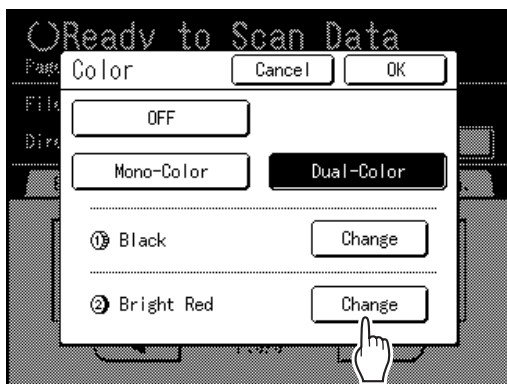 Ready to Scan Data
Color Cancel OK
OFF
Mono-Color Dual-Color
① Black Change
② Bright Red Change